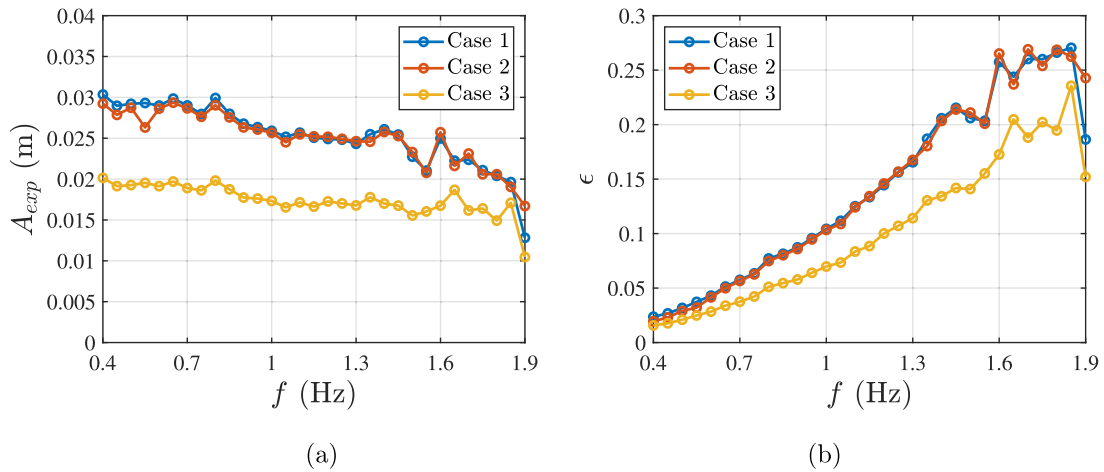 0.04
0.035
0.03
0.025
0.02
0.015
0.01
0.005
0
A_exp (m)
Case 1
Case 2
Case 3
0.4 0.7 1 1.3 1.6 1.9
f (Hz)
(a)
0.3
0.25
0.2
0.15
0.1
0.05
0
ϵ
Case 1
Case 2
Case 3
0.4 0.7 1 1.3 1.6 1.9
f (Hz)
(b)